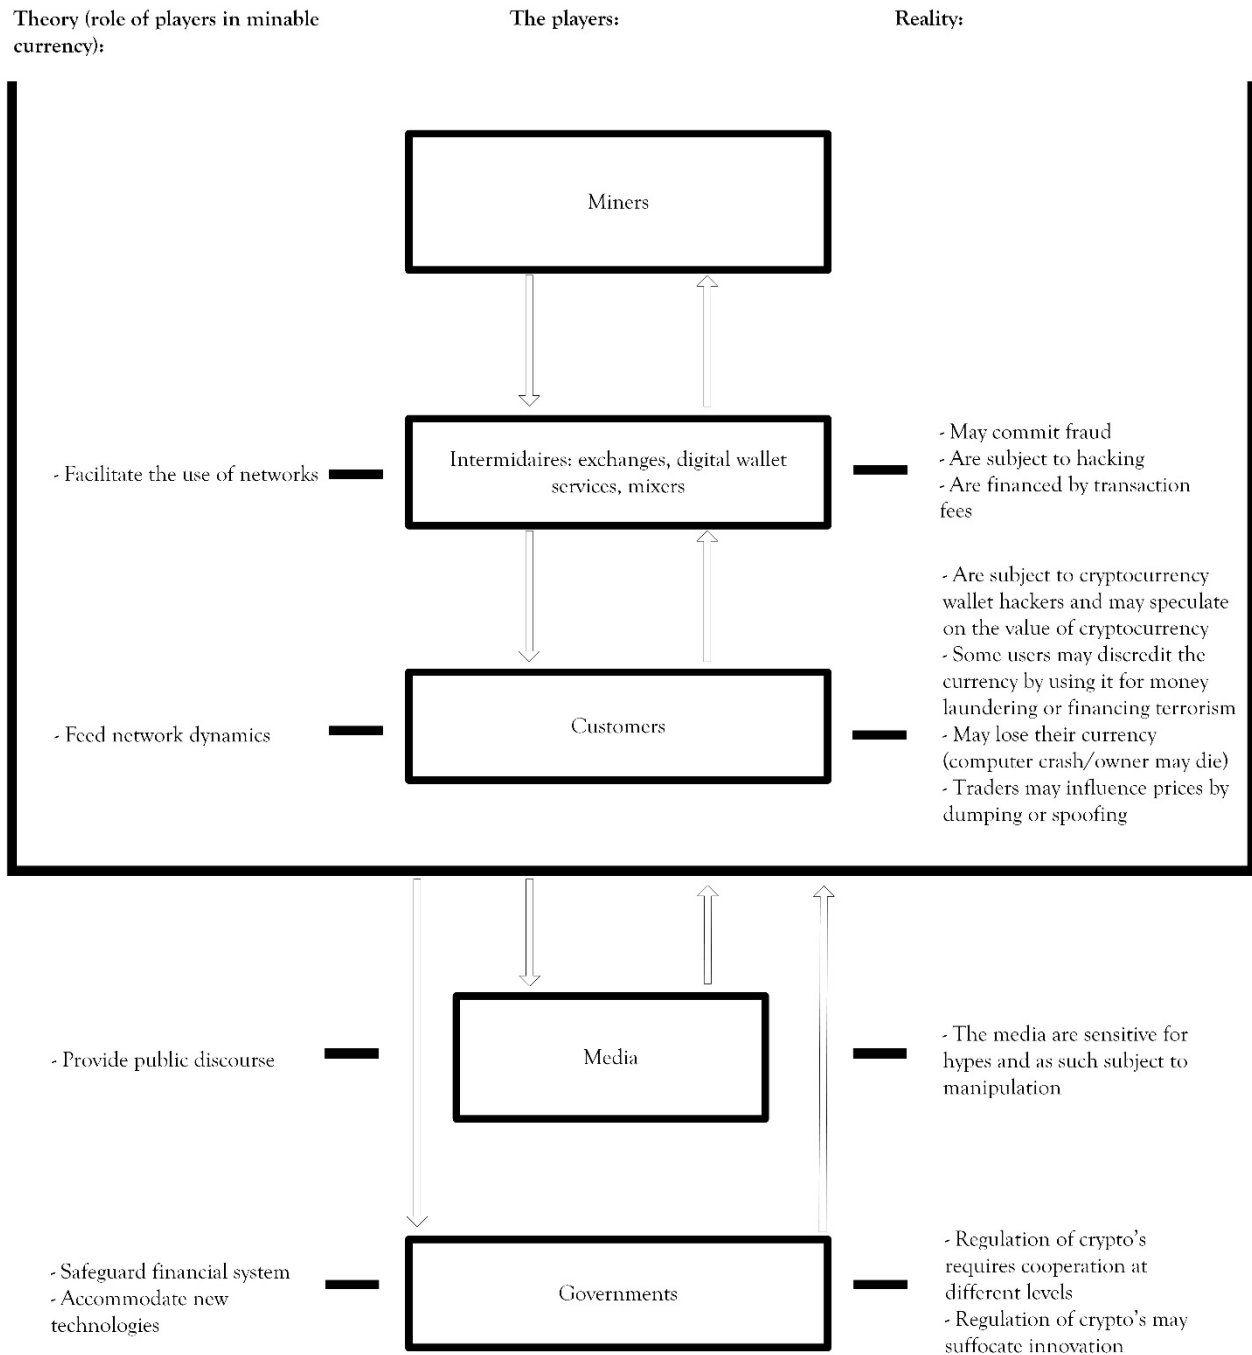 Theory (role of players in minable
currency):
The players:
Reality:
Miners
- Facilitate the use of networks
Intermidaires: exchanges, digital wallet
services, mixers
- May commit fraud
- Are subject to hacking
- Are financed by transaction
fees
- Feed network dynamics
Customers
- Are subject to cryptocurrency
wallet hackers and may speculate
on the value of cryptocurrency
- Some users may discredit the
currency by using it for money
laundering or financing terrorism
- May lose their currency
(computer crash/owner may die)
- Traders may influence prices by
dumping or spoofing
- Provide public discourse
Media
- The media are sensitive for
hypes and as such subject to
manipulation
- Safeguard financial system
- Accommodate new
technologies
Governments
- Regulation of crypto's
requires cooperation at
different levels
- Regulation of crypto's may
suffocate innovation